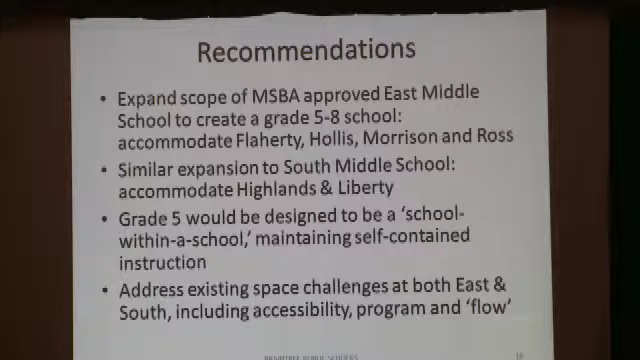 Recommendations
• Expand scope of MSBA approved East Middle
School to create a grade 5-8 school:
accommodate Flaherty, Hollis, Morrison and Ross
• Similar expansion to South Middle School:
accommodate Highlands & Liberty
• Grade 5 would be designed to be a ‘school-
within-a-school,’ maintaining self-contained
instruction
• Address existing space challenges at both East &
South, including accessibility, program and ‘flow’
PUBLIC SCHOOLS